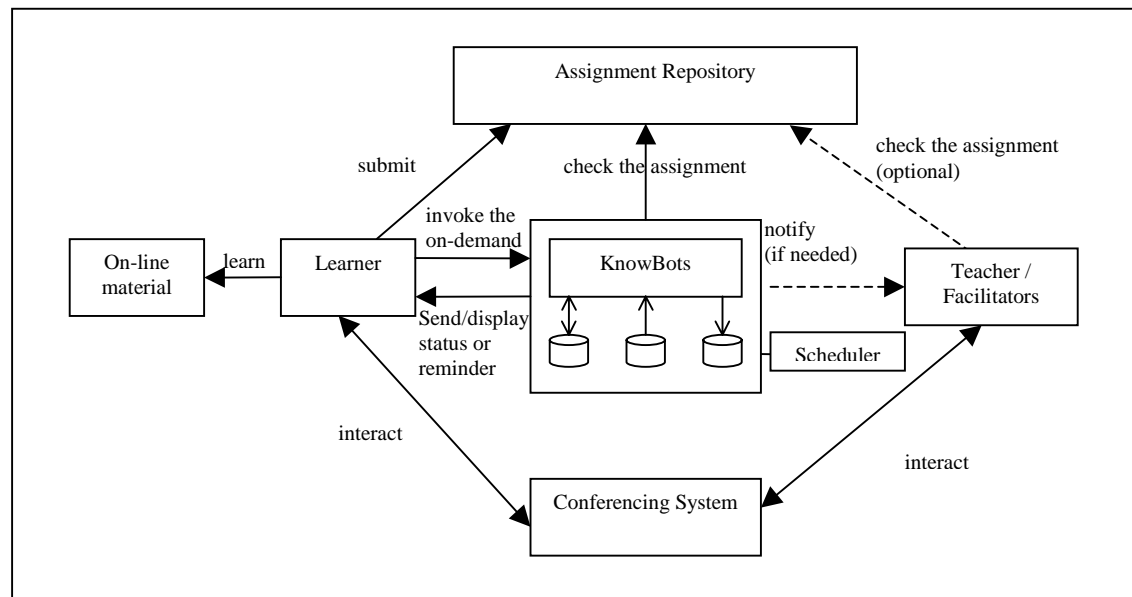 Assignment Repository
check the assignment
(optional)
submit
check the assignment
invoke the
on-demand
notify
(if needed)
On-line
material
learn
Learner
KnowBots
Teacher /
Facilitators
Send/display
status or
reminder
Scheduler
interact
interact
Conferencing System